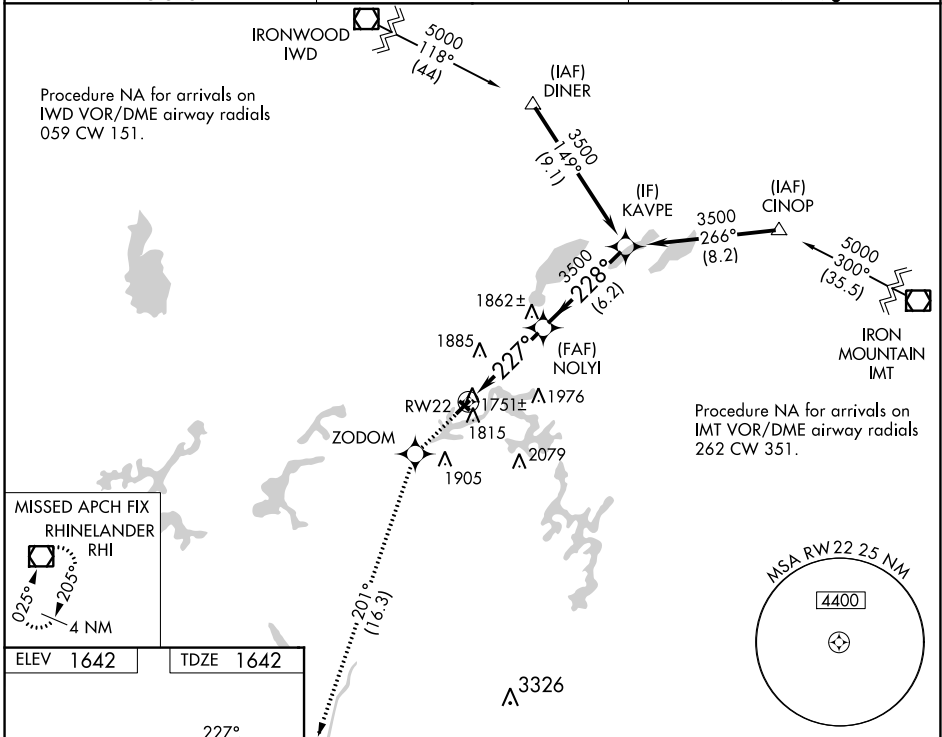 IRONWOOD
IWD
5000
118°
(44)
Procedure NA for arrivals on
IWD VOR/DME airway radials
059 CW 151.
(IAF)
DINER
3500
149°
(9.1)
(IF)
KAVPE
(IAF)
CINOP
3500
266°
(8.2)
5000
300°
(35.5)
IRON
MOUNTAIN
IMT
3500
228°
(6.2)
1862±
1885
227°
(FAF)
NOLYI
RW22
1751±
1976
1815
ZODOM
1905
2079
Procedure NA for arrivals on
IMT VOR/DME airway radials
262 CW 351.
MISSED APCH FIX
RHINELANDER
RHI
025°
205°
4 NM
201°
(16.3)
MSA RW 22 25 NM
4400
ELEV 1642
TDZE 1642
3326
227°